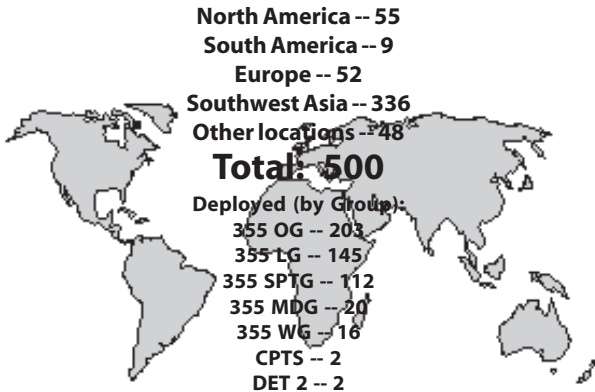 North America -- 55
South America -- 9
Europe -- 52
Southwest Asia -- 336
Other locations -- 48
Total: 500
Deployed (by Group):
355 OG -- 203
355 LG -- 145
355 SPTG -- 112
355 MDG -- 20
355 WG -- 16
CPTS -- 2
DET 2 -- 2